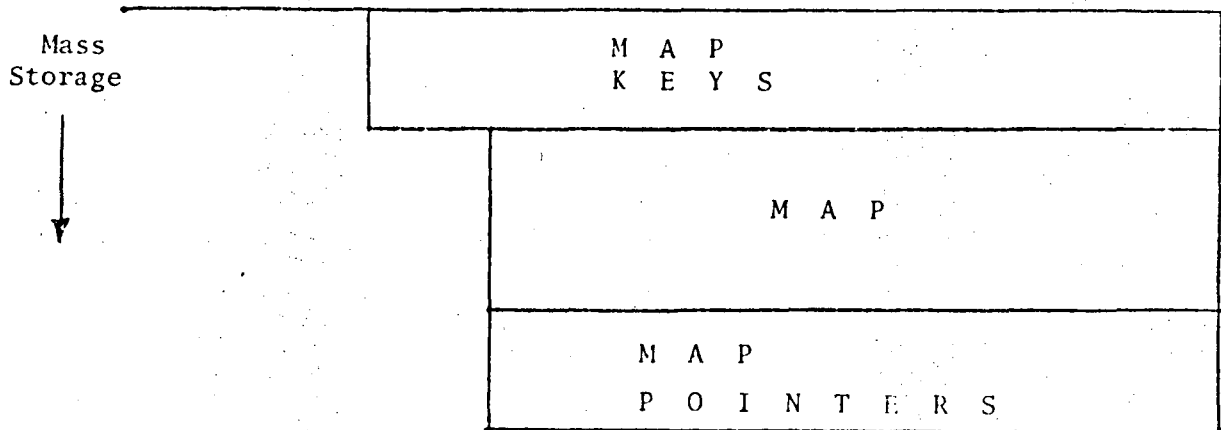 Mass
Storage
M A P
K E Y S
M A P
M A P
P O I N T E R S